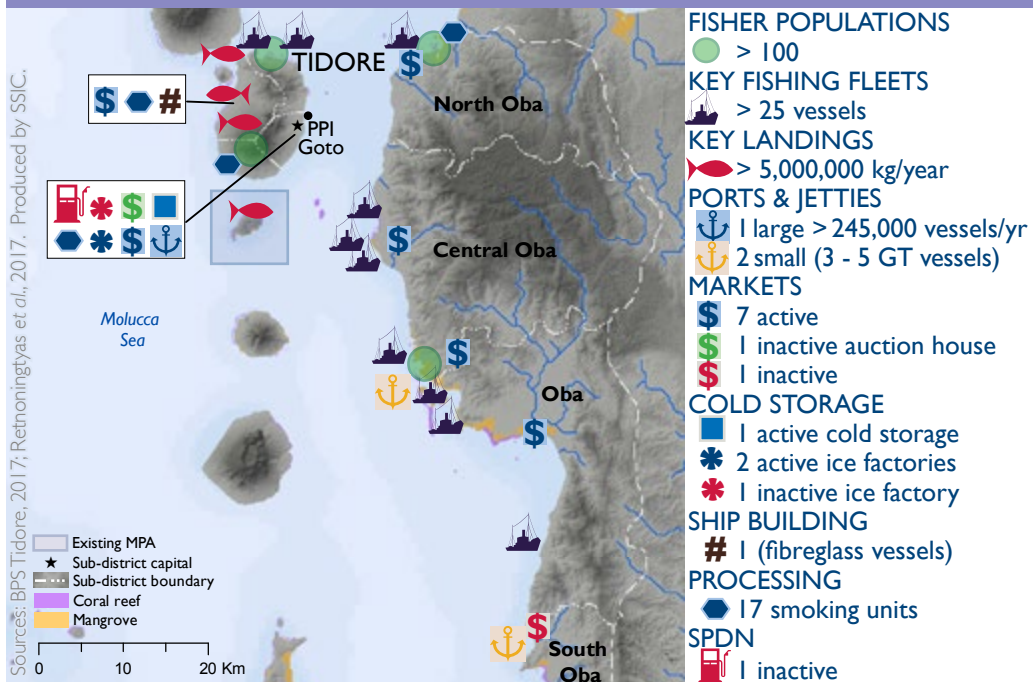 Sources: BPS Tidore, 2017; Retnoningtyas et al., 2017. Produced by SSIC.
TIDORE
North Oba
$ #
PPI
Goto
$
$ $
$
$
Central Oba
Molucca
Sea
$
Oba
$
$
South
Oba
Existing MPA
Sub-district capital
Sub-district boundary
Coral reef
Mangrove
0 10 20 Km
FISHER POPULATIONS
> 100
KEY FISHING FLEETS
> 25 vessels
KEY LANDINGS
> 5,000,000 kg/year
PORTS & JETTIES
1 large > 245,000 vessels/yr
2 small (3 - 5 GT vessels)
MARKETS
$ 7 active
$ 1 inactive auction house
$ 1 inactive
COLD STORAGE
1 active cold storage
2 active ice factories
1 inactive ice factory
SHIP BUILDING
# 1 (fibreglass vessels)
PROCESSING
17 smoking units
SPDN
1 inactive